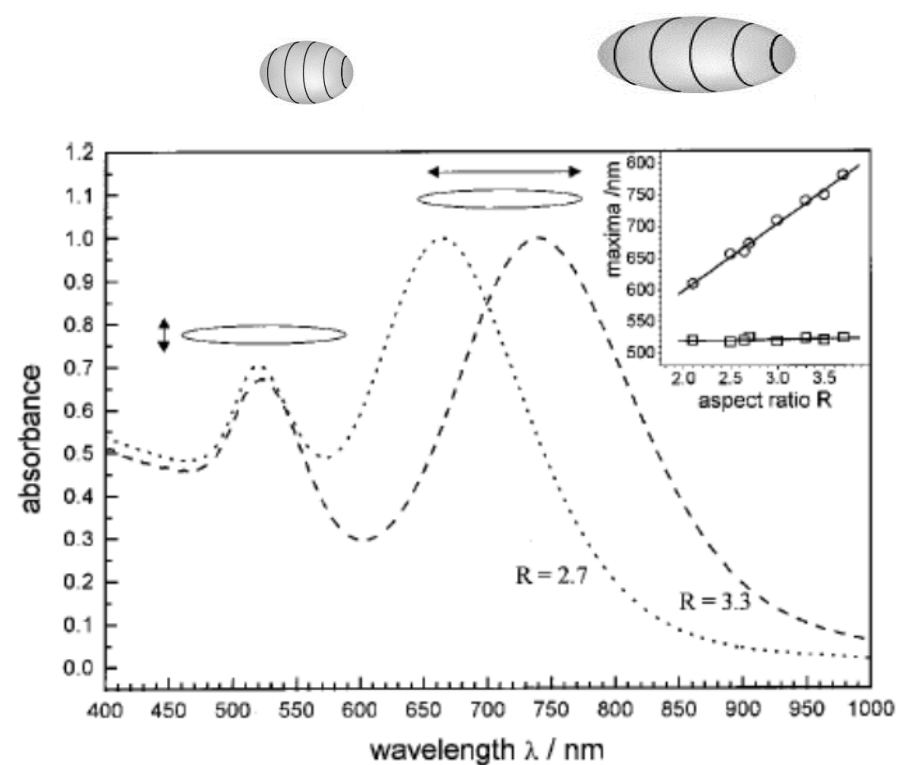 1.2
1.1
1.0
0.9
0.8
0.7
0.6
0.5
0.4
0.3
0.2
0.1
0.0
absorbance
400 450 500 550 600 650 700 750 800 850 900 950 1000
wavelength λ / nm
R = 2.7
R = 3.3
800
750
700
650
600
550
500
maxima /nm
2.0 2.5 3.0 3.5
aspect ratio R